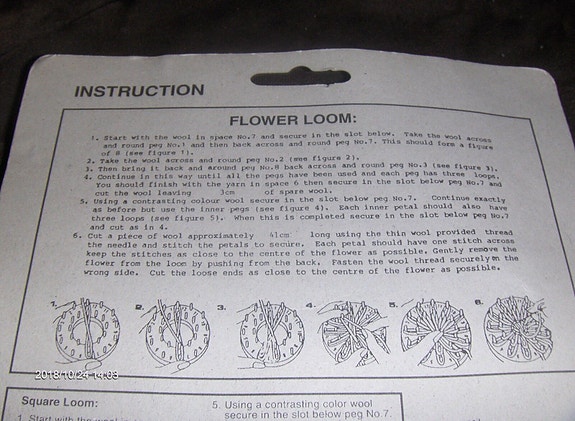 INSTRUCTION
FLOWER LOOM:
1. Start with the wool in space No.7 and secure in the slot below. Take the wool across
and round peg No.1 and then back across and round peg No.7. This should form a figure
of 8 (see figure 1).
2. Take the wool across and round peg No.2 (see figure 2).
3. Then bring it back and around peg No.8 back across and round peg No.3 (see figure 3).
4. Continue in this way until all the pegs have been used and each peg has three loops.
You should finish with the yarn in space 6 then secure in the slot below peg No.7 and
cut the wool leaving 3cm of spare wool.
5. Using a contrasting colour wool secure in the slot below peg No.7. Continue exactly
as before but use the inner pegs (see figure 4). Each inner petal should also have
three loops (see figure 5). When this is completed secure in the slot below peg No.7
and cut as in 4.
6. Cut a piece of wool approximately 41cm long using the thin wool provided thread
the needle and stitch the petals to secure. Each petal should have one stitch across
keep the stitches as close to the centre of the flower as possible. Gently remove the
flower from the loom by pushing from the back. Fasten the wool thread securely on the
wrong side. Cut the loose ends as close to the centre of the flower as possible.
1. 2. 3. 4. 5. 6.
2018/10/24 14:03
Square Loom:
1. Start with the wool in
5. Using a contrasting color wool
secure in the slot below peg No.7.